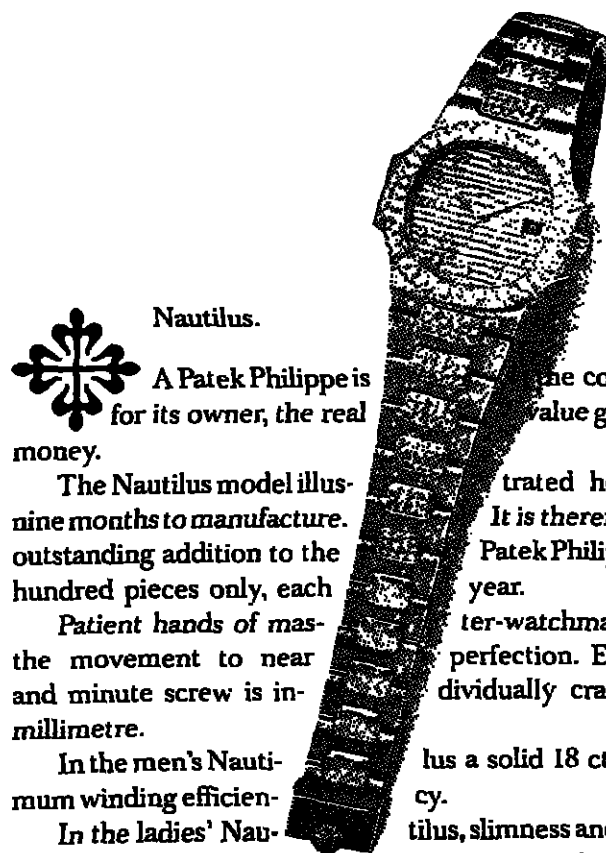 Nautilus.
A Patek Philippe is the co
for its owner, the real value g
money.
The Nautilus model illus- trated h
nine months to manufacture. It is there
outstanding addition to the Patek Phili
hundred pieces only, each year.
Patient hands of mas- ter-watchma
the movement to near perfection. E
and minute screw is in- dividually cra
millimetre.
In the men's Nauti- lus a solid 18 ct
mum winding efficien- cy.
In the ladies' Nau- tilus, slimness and